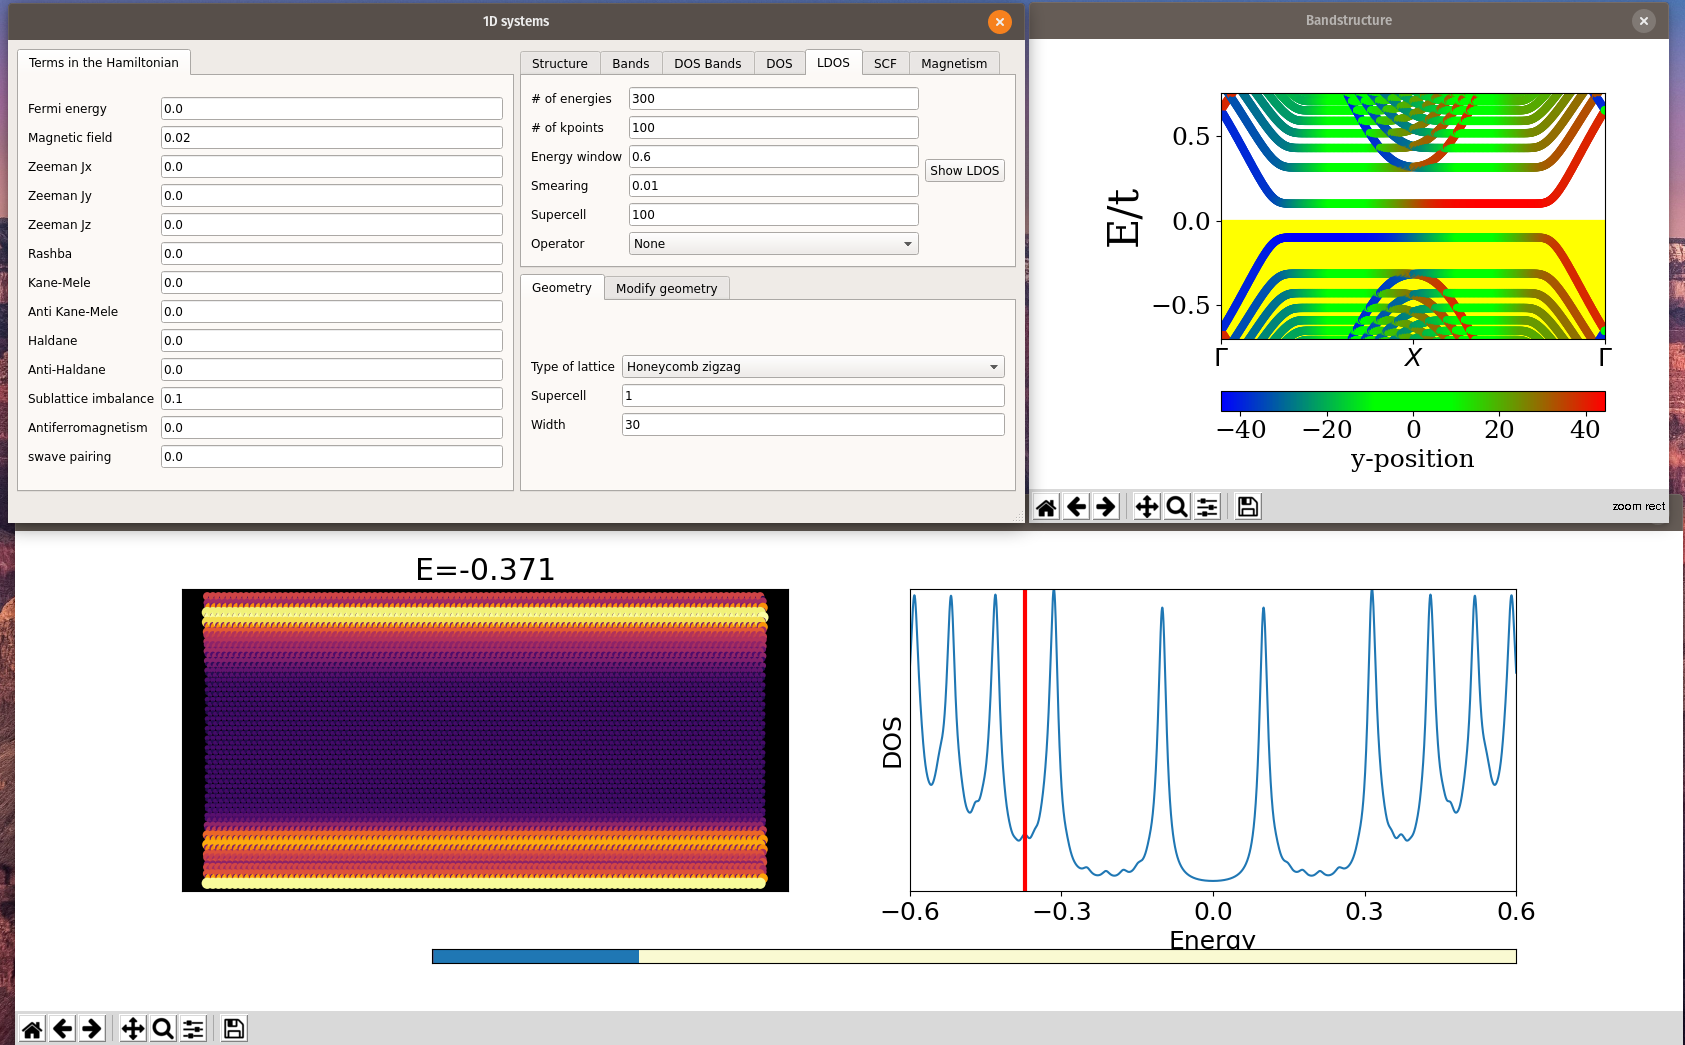 1D systems
Terms in the Hamiltonian
Fermi energy 0.0
Magnetic field 0.02
Zeeman Jx 0.0
Zeeman Jy 0.0
Zeeman Jz 0.0
Rashba 0.0
Kane-Mele 0.0
Anti Kane-Mele 0.0
Haldane 0.0
Anti-Haldane 0.0
Sublattice imbalance 0.1
Antiferromagnetism 0.0
swave pairing 0.0
Structure Bands DOS Bands DOS LDOS SCF Magnetism
# of energies 300
# of kpoints 100
Energy window 0.6
Smearing 0.01
Supercell 100
Operator None
Show LDOS
Geometry Modify geometry
Type of lattice Honeycomb zigzag
Supercell 1
Width 30
Bandstructure
E/t
0.5
0.0
−0.5
Γ X Γ
−40 −20 0 20 40
y-position
zoom rect
E=-0.371
DOS
−0.6 −0.3 0.0 0.3 0.6
Energy